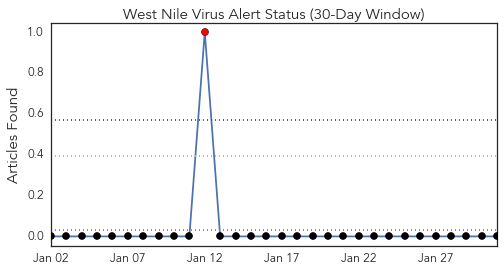 West Nile Virus Alert Status (30-Day Window)
Articles Found
1.0
0.8
0.6
0.4
0.2
0.0
Jan 02 Jan 07 Jan 12 Jan 17 Jan 22 Jan 27